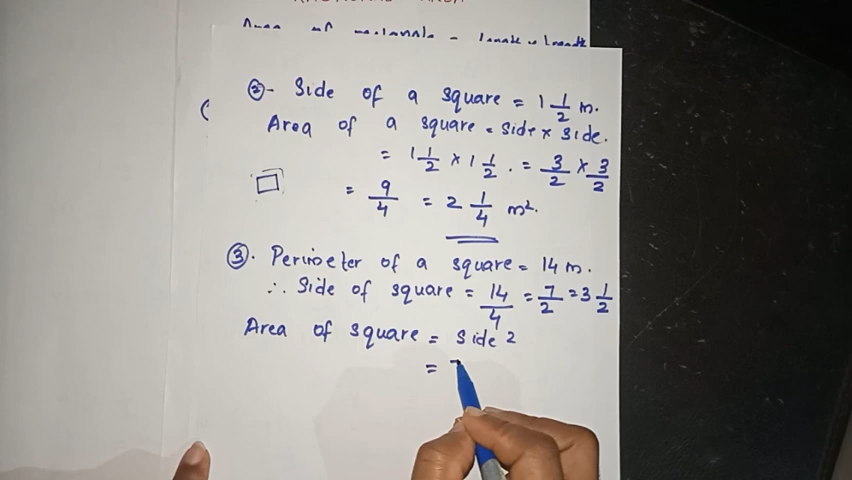 ② - Side of a square = 1 1/2 m.
Area of a square = side × side.
= 1 1/2 × 1 1/2 . = 3/2 × 3/2
= 9/4 = 2 1/4 m².
③. Perimeter of a square = 14 m.
∴ Side of square = 14/4 = 7/2 = 3 1/2
Area of square = side 2
=